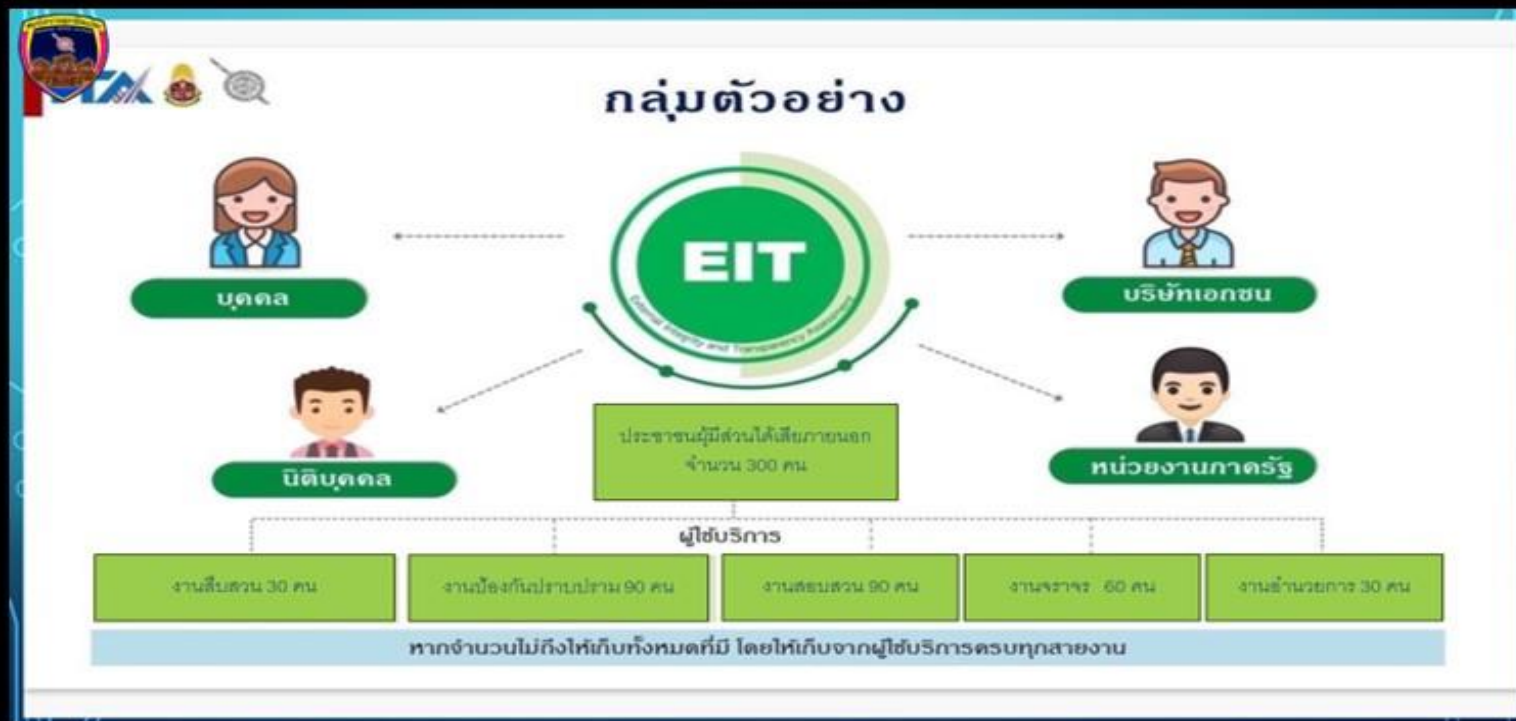 กลุ่มตัวอย่าง
EIT
External Integrity and Transparency Assessment
บุคคล
บริษัทเอกชน
นิติบุคคล
หน่วยงานภาครัฐ
ประชาชนผู้มีส่วนได้เสียภายนอก
จำนวน 300 คน
ผู้ใช้บริการ
งานสืบสวน 30 คน
งานป้องกันปราบปราม 90 คน
งานสอบสวน 90 คน
งานจราจร 60 คน
งานอำนวยการ 30 คน
หากจำนวนไม่ถึงให้เก็บทั้งหมดที่มี โดยให้เก็บจากผู้ใช้บริการครบทุกสายงาน